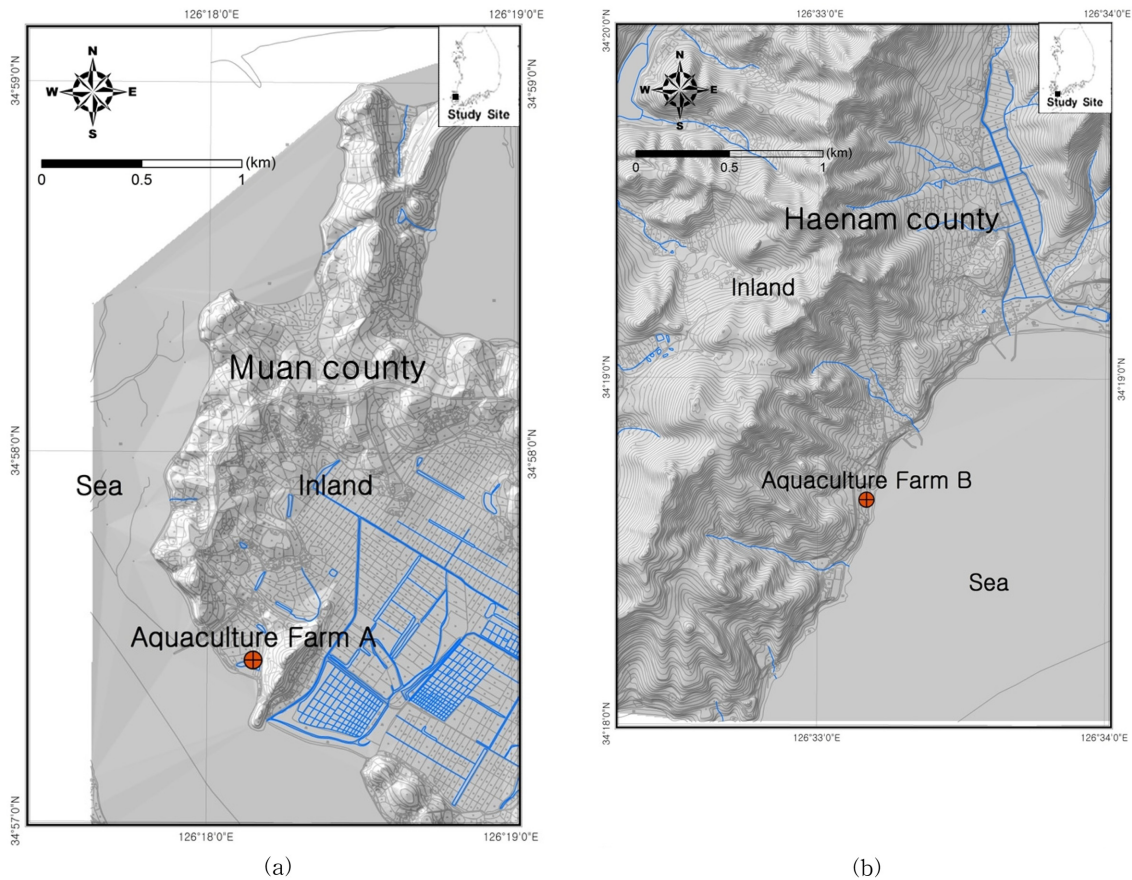 126°18'0"E
126°19'0"E
34°59'0"N
34°59'0"N
N
W
E
S
Study Site
(km)
0
0.5
1
Muan county
34°58'0"N
34°58'0"N
Sea
Inland
Aquaculture Farm A
34°57'0"N
126°18'0"E
126°19'0"E
(a)
126°33'0"E
126°34'0"E
34°20'0"N
N
W
E
S
Study Site
(km)
0
0.5
1
Haenam county
Inland
34°19'0"N
34°19'0"N
Aquaculture Farm B
Sea
34°18'0"N
126°33'0"E
126°34'0"E
(b)